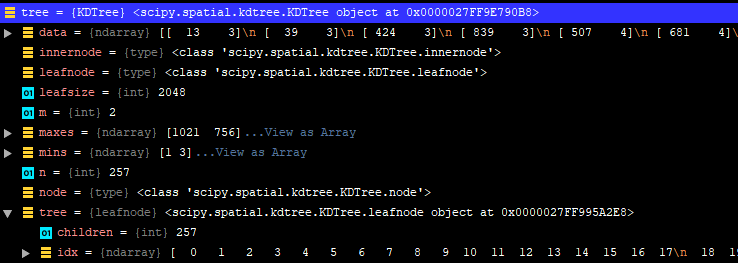 tree = {KDTree} <scipy.spatial.kdtree.KDTree object at 0x0000027FF9E790B8>
data = {ndarray} [[ 13 3]\n [ 39 3]\n [ 424 3]\n [ 839 3]\n [ 507 4]\n [ 681 4]\n
innernode = {type} <class 'scipy.spatial.kdtree.KDTree.innernode'>
leafnode = {type} <class 'scipy.spatial.kdtree.KDTree.leafnode'>
01 leafsize = {int} 2048
01 m = {int} 2
maxes = {ndarray} [1021 756] ...View as Array
mins = {ndarray} [1 3] ...View as Array
01 n = {int} 257
node = {type} <class 'scipy.spatial.kdtree.KDTree.node'>
tree = {leafnode} <scipy.spatial.kdtree.KDTree.leafnode object at 0x0000027FF995A2E8>
01 children = {int} 257
idx = {ndarray} [ 0 1 2 3 4 5 6 7 8 9 10 11 12 13 14 15 16 17\n 18